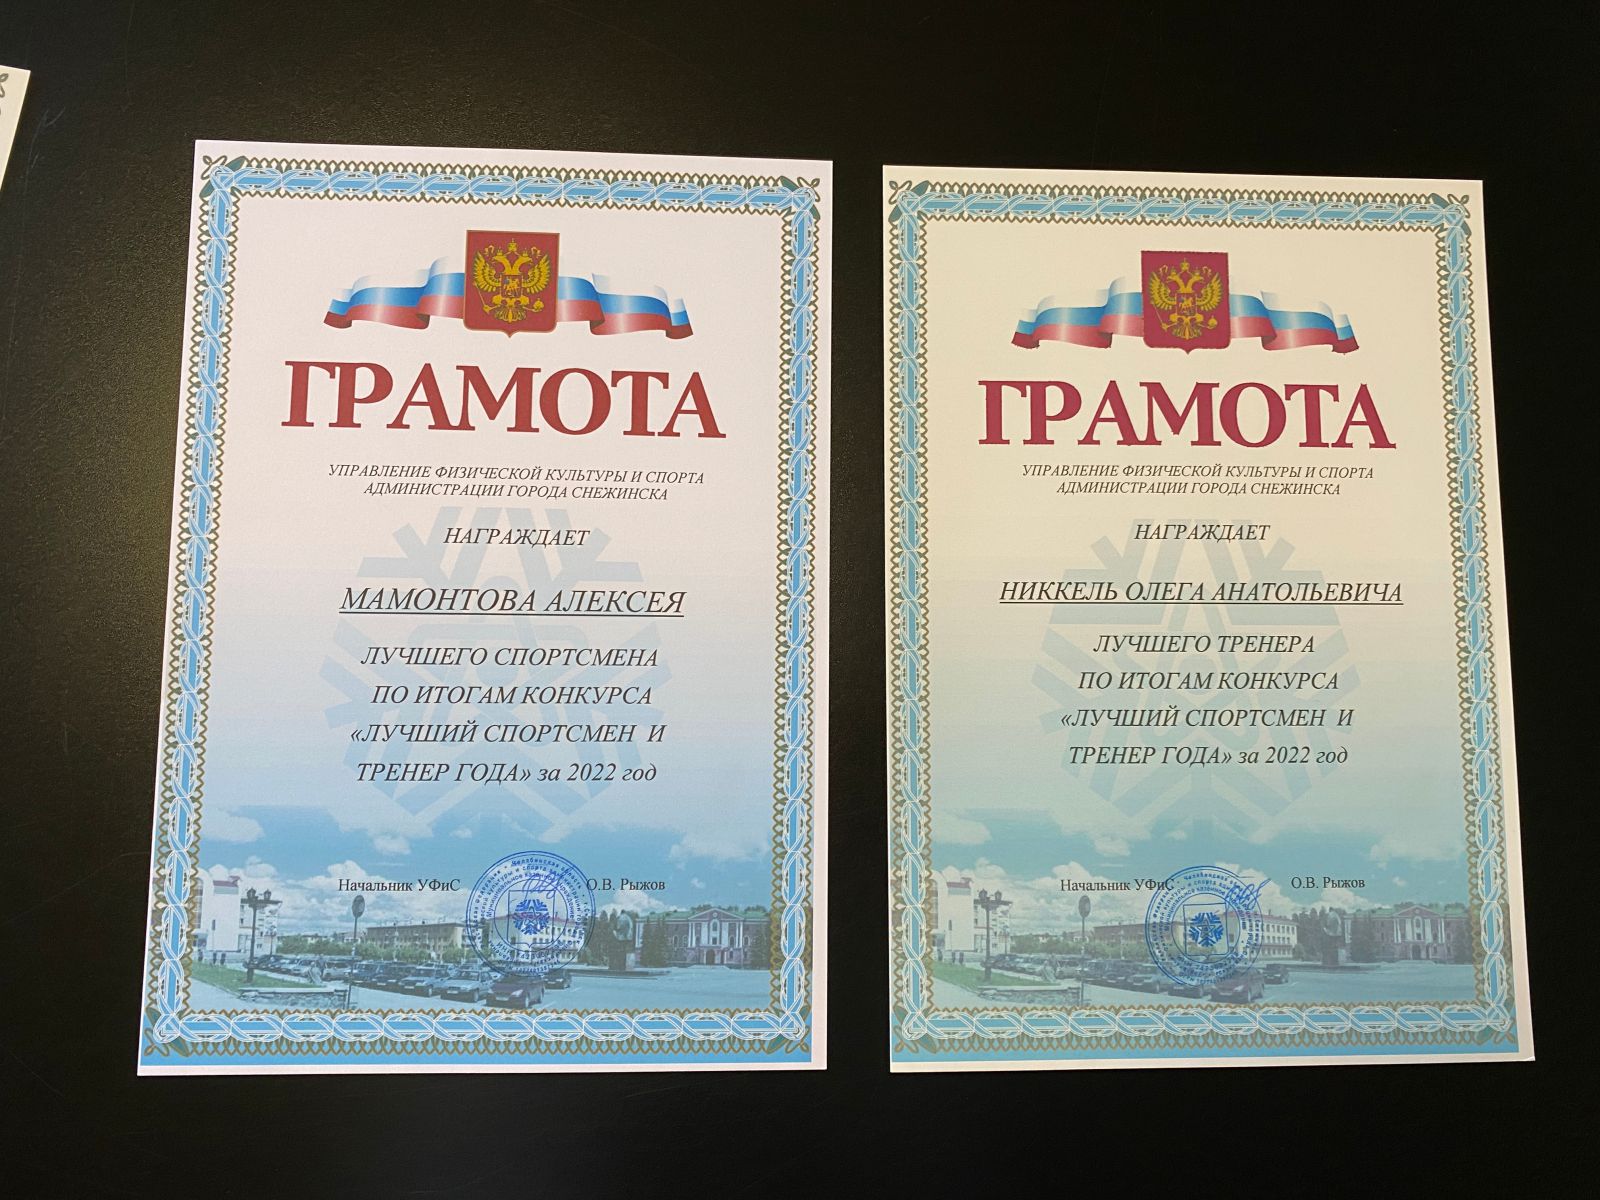 ГРАМОТА
УПРАВЛЕНИЕ ФИЗИЧЕСКОЙ КУЛЬТУРЫ И СПОРТА
АДМИНИСТРАЦИИ ГОРОДА СНЕЖИНСКА
НАГРАЖДАЕТ
МАМОНТОВА АЛЕКСЕЯ
ЛУЧШЕГО СПОРТСМЕНА
ПО ИТОГАМ КОНКУРСА
«ЛУЧШИЙ СПОРТСМЕН И
ТРЕНЕР ГОДА» за 2022 год
Начальник УФиС О.В. Рыжов
ГРАМОТА
УПРАВЛЕНИЕ ФИЗИЧЕСКОЙ КУЛЬТУРЫ И СПОРТА
АДМИНИСТРАЦИИ ГОРОДА СНЕЖИНСКА
НАГРАЖДАЕТ
НИККЕЛЬ ОЛЕГА АНАТОЛЬЕВИЧА
ЛУЧШЕГО ТРЕНЕРА
ПО ИТОГАМ КОНКУРСА
«ЛУЧШИЙ СПОРТСМЕН И
ТРЕНЕР ГОДА» за 2022 год
Начальник УФиС О.В. Рыжов